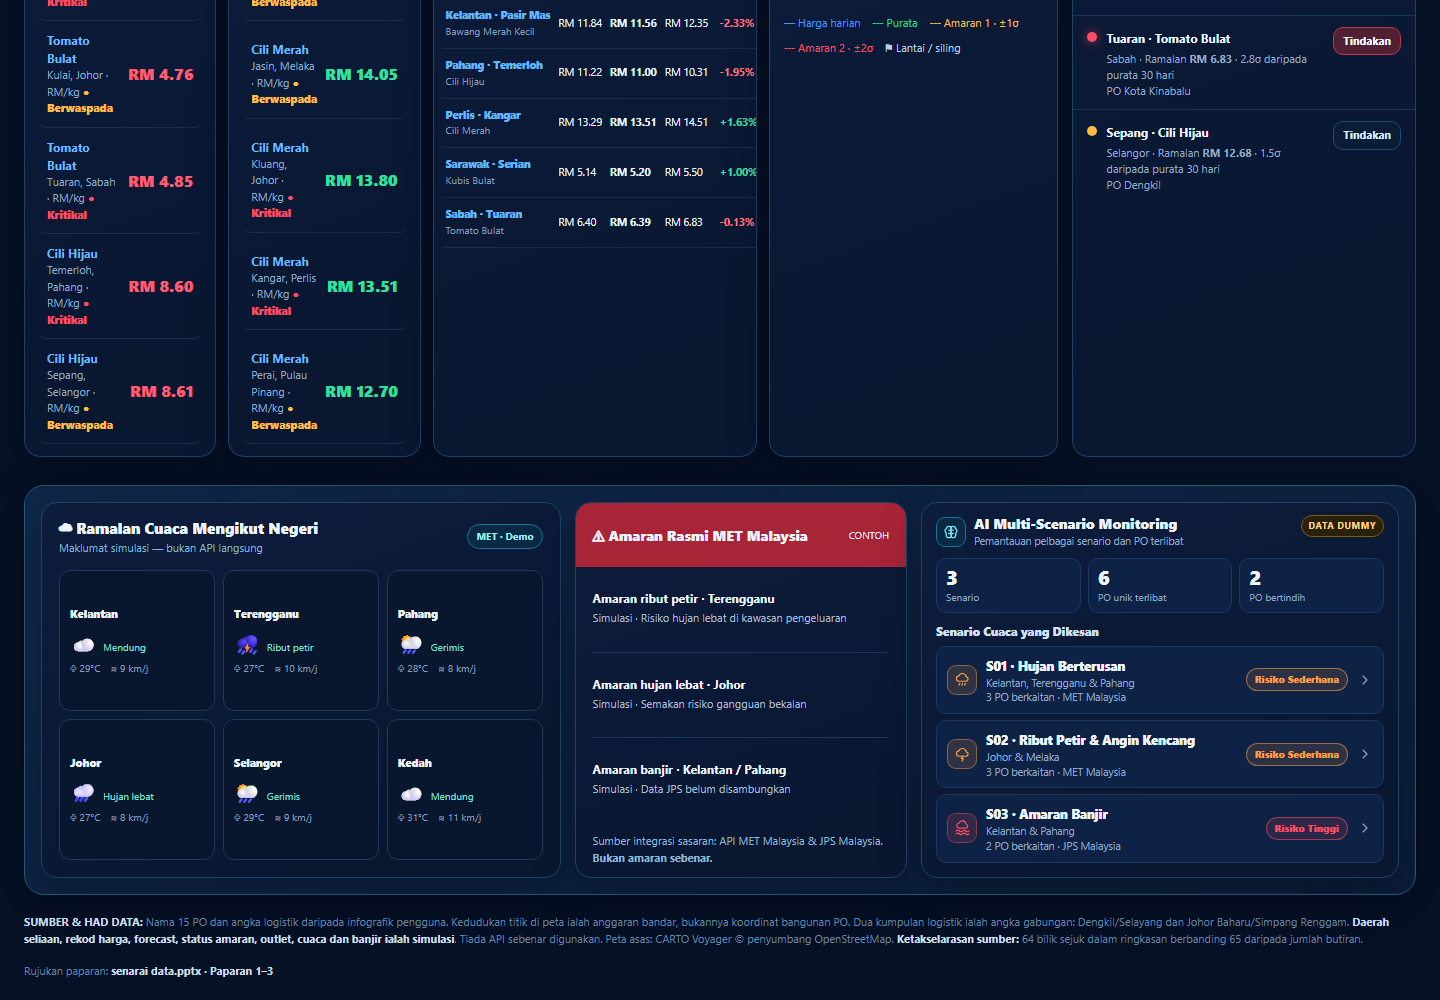 Kritikal
Tomato
Bulat
Kulai, Johor ·
RM/kg ●
Berwaspada
RM 4.76
Tomato
Bulat
Tuaran, Sabah
· RM/kg ●
Kritikal
RM 4.85
Cili Hijau
Temerloh,
Pahang ·
RM/kg ●
Kritikal
RM 8.60
Cili Hijau
Sepang,
Selangor ·
RM/kg ●
Berwaspada
RM 8.61
Berwaspada
Cili Merah
Jasin, Melaka
· RM/kg ●
Berwaspada
RM 14.05
Cili Merah
Kluang,
Johor ·
RM/kg ●
Kritikal
RM 13.80
Cili Merah
Kangar, Perlis
· RM/kg ●
Kritikal
RM 13.51
Cili Merah
Perai, Pulau
Pinang ·
RM/kg ●
Berwaspada
RM 12.70
Kelantan · Pasir Mas RM 11.84 RM 11.56 RM 12.35 -2.33%
Bawang Merah Kecil
Pahang · Temerloh RM 11.22 RM 11.00 RM 10.31 -1.95%
Cili Hijau
Perlis · Kangar RM 13.29 RM 13.51 RM 14.51 +1.63%
Cili Merah
Sarawak · Serian RM 5.14 RM 5.20 RM 5.50 +1.00%
Kubis Bulat
Sabah · Tuaran RM 6.40 RM 6.39 RM 6.83 -0.13%
Tomato Bulat
— Harga harian — Purata — Amaran 1 · ±1σ
— Amaran 2 · ±2σ ⚑ Lantai / siling
Tuaran · Tomato Bulat
Tindakan
Sabah · Ramalan RM 6.83 · 2.8σ daripada
purata 30 hari
PO Kota Kinabalu
Sepang · Cili Hijau
Tindakan
Selangor · Ramalan RM 12.68 · 1.5σ
daripada purata 30 hari
PO Dengkil
☁ Ramalan Cuaca Mengikut Negeri
Maklumat simulasi — bukan API langsung
MET · Demo
Kelantan
Mendung
29°C ≋ 9 km/j
Terengganu
Ribut petir
27°C ≋ 10 km/j
Pahang
Gerimis
28°C ≋ 8 km/j
Johor
Hujan lebat
27°C ≋ 8 km/j
Selangor
Gerimis
29°C ≋ 9 km/j
Kedah
Mendung
31°C ≋ 11 km/j
⚠ Amaran Rasmi MET Malaysia
CONTOH
Amaran ribut petir · Terengganu
Simulasi · Risiko hujan lebat di kawasan pengeluaran
Amaran hujan lebat · Johor
Simulasi · Semakan risiko gangguan bekalan
Amaran banjir · Kelantan / Pahang
Simulasi · Data JPS belum disambungkan
Sumber integrasi sasaran: API MET Malaysia & JPS Malaysia.
Bukan amaran sebenar.
AI Multi-Scenario Monitoring
Pemantauan pelbagai senario dan PO terlibat
DATA DUMMY
3
Senario
6
PO unik terlibat
2
PO bertindih
Senario Cuaca yang Dikesan
S01 · Hujan Berterusan
Kelantan, Terengganu & Pahang
3 PO berkaitan · MET Malaysia
Risiko Sederhana
S02 · Ribut Petir & Angin Kencang
Johor & Melaka
3 PO berkaitan · MET Malaysia
Risiko Sederhana
S03 · Amaran Banjir
Kelantan & Pahang
2 PO berkaitan · JPS Malaysia
Risiko Tinggi
SUMBER & HAD DATA: Nama 15 PO dan angka logistik daripada infografik pengguna. Kedudukan titik di peta ialah anggaran bandar, bukannya koordinat bangunan PO. Dua kumpulan logistik ialah angka gabungan: Dengkil/Selayang dan Johor Baharu/Simpang Renggam. Daerah
seliaan, rekod harga, forecast, status amaran, outlet, cuaca dan banjir ialah simulasi. Tiada API sebenar digunakan. Peta asas: CARTO Voyager © penyumbang OpenStreetMap. Ketakselarasan sumber: 64 bilik sejuk dalam ringkasan berbanding 65 daripada jumlah butiran.
Rujukan paparan: senarai data.pptx · Paparan 1–3